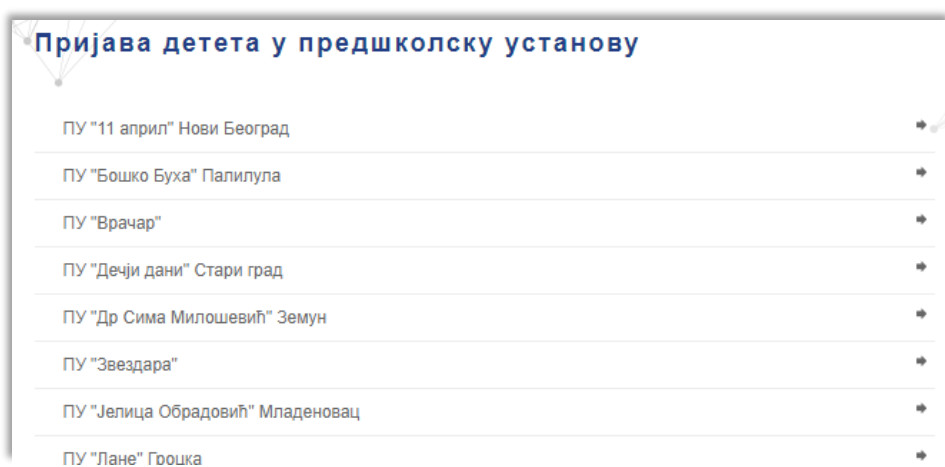 Пријава детета у предшколску установу
ПУ "11 април" Нови Београд
ПУ "Бошко Буха" Палилула
ПУ "Врачар"
ПУ "Дечји дани" Стари град
ПУ "Др Сима Милошевић" Земун
ПУ "Звездара"
ПУ "Јелица Обрадовић" Младеновац
ПУ "Лане" Гроцка